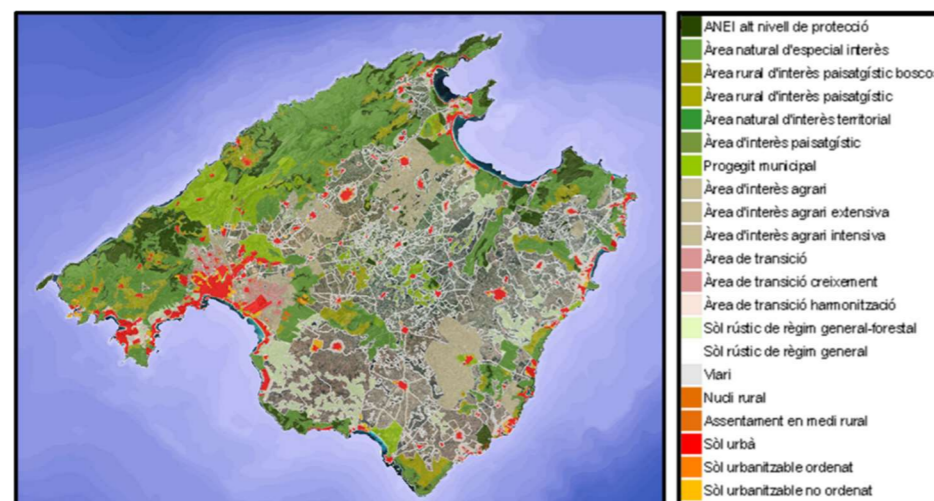 ANEI alt nivell de protecció
Àrea natural d'especial interès
Àrea rural d'interès paisatgístic bosco
Àrea rural d'interès paisatgístic
Àrea natural d'interès territorial
Àrea d'interès paisatgístic
Progegit municipal
Àrea d'interès agrari
Àrea d'interès agrari extensiva
Àrea d'interès agrari intensiva
Àrea de transició
Àrea de transició creixement
Àrea de transició harmonització
Sòl rústic de règim general-forestal
Sòl rústic de règim general
Viari
Nucli rural
Assentament en medi rural
Sòl urbà
Sòl urbanitzable ordenat
Sòl urbanitzable no ordenat